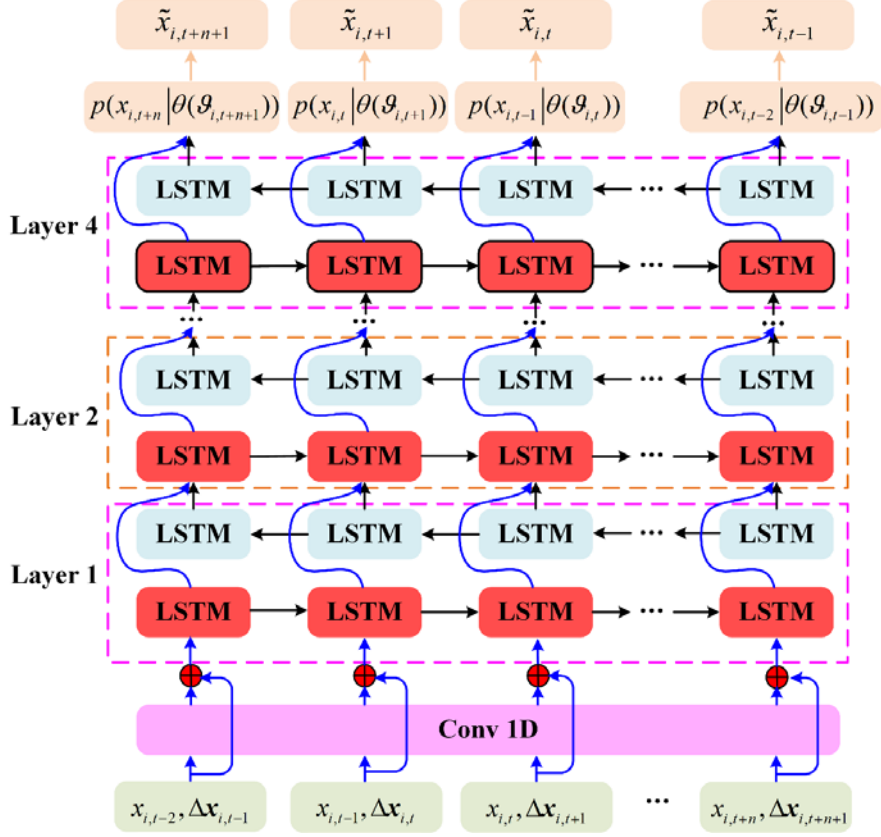 x̃_{i,t+n+1} x̃_{i,t+1} x̃_{i,t} x̃_{i,t−1}
p(x_{i,t+n}|θ(ϑ_{i,t+n+1})) p(x_{i,t}|θ(ϑ_{i,t+1})) p(x_{i,t−1}|θ(ϑ_{i,t})) p(x_{i,t−2}|θ(ϑ_{i,t−1}))
LSTM LSTM LSTM ... LSTM
Layer 4
LSTM LSTM LSTM ... LSTM
... ... ... ...
LSTM LSTM LSTM ... LSTM
Layer 2
LSTM LSTM LSTM ... LSTM
LSTM LSTM LSTM ... LSTM
Layer 1
LSTM LSTM LSTM ... LSTM
Conv 1D
x_{i,t−2}, Δx_{i,t−1} x_{i,t−1}, Δx_{i,t} x_{i,t}, Δx_{i,t+1} ... x_{i,t+n}, Δx_{i,t+n+1}